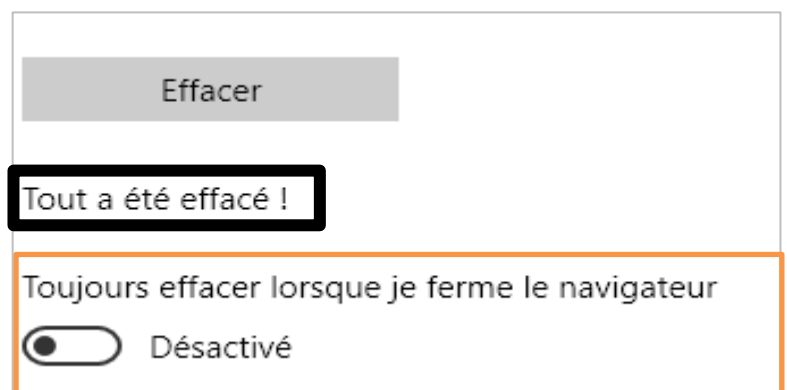 Effacer
Tout a été effacé !
Toujours effacer lorsque je ferme le navigateur
Désactivé